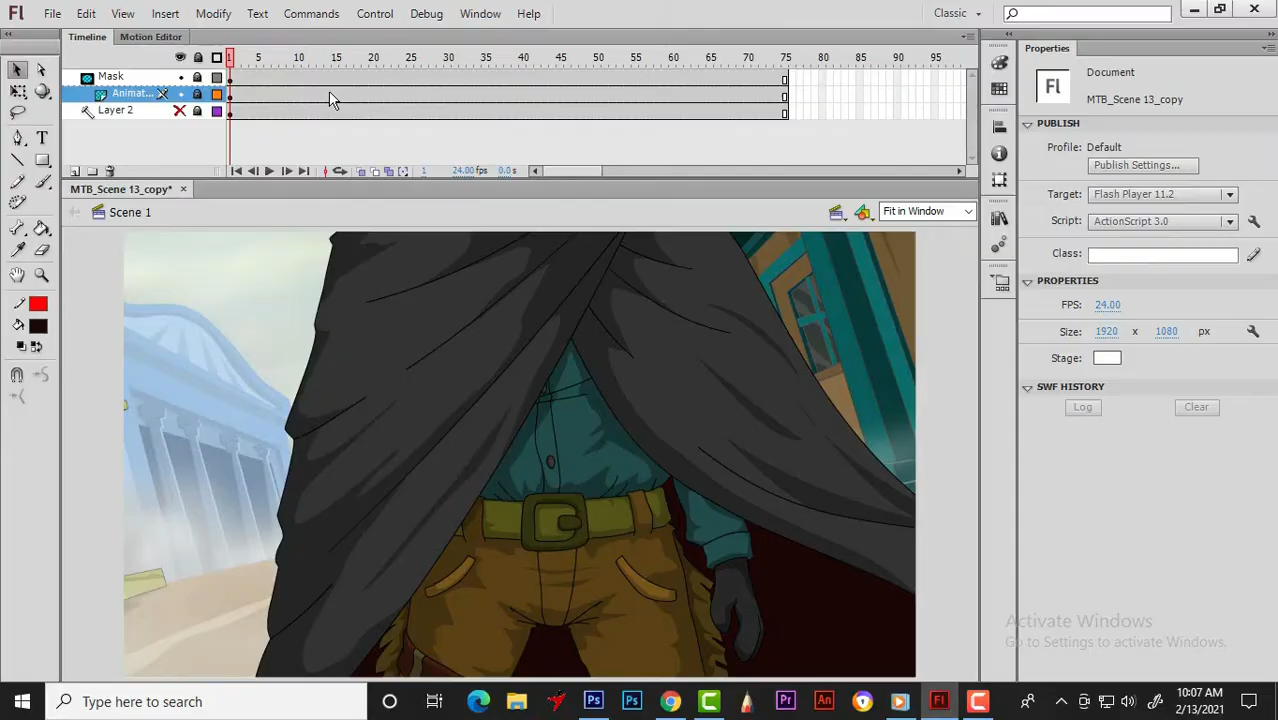 Fl File Edit View Insert Modify Text Commands Control Debug Window Help Classic
Timeline Motion Editor
1 5 10 15 20 25 30 35 40 45 50 55 60 65 70 75 80 85 90 95
Mask
Animat...
Layer 2
1 24.00 fps 0.0 s
MTB_Scene 13_copy*
Scene 1
Fit in Window
Properties
Fl
Document
MTB_Scene 13_copy
PUBLISH
Profile: Default
Publish Settings...
Target: Flash Player 11.2
Script: ActionScript 3.0
Class:
PROPERTIES
FPS: 24.00
Size: 1920 x 1080 px
Stage:
SWF HISTORY
Log Clear
Activate Windows
Go to Settings to activate Windows.
Type here to search
Ps Ps Pr An Fl
10:07 AM
2/13/2021